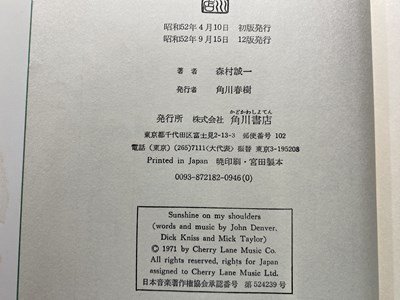 昭和52年4月10日 初版発行
昭和52年9月15日 12版発行
著者 森村誠一
発行者 角川春樹
かどかわしよてん
発行所 株式会社 角川書店
東京都千代田区富士見2-13-3 郵便番号 102
電話 東京(265)7111〈大代表〉振替 東京3-195208
Printed in Japan 暁印刷・宮田製本
0093-872182-0946(0)
Sunshine on my shoulders
(words and music by John Denver,
Dick Kniss and Mick Taylor)
© 1971 by Cherry Lane Music Co.
All rights reserved, rights for Japan
assigned to Cherry Lane Music Ltd.
日本音楽著作権協会承認番号 第524239号